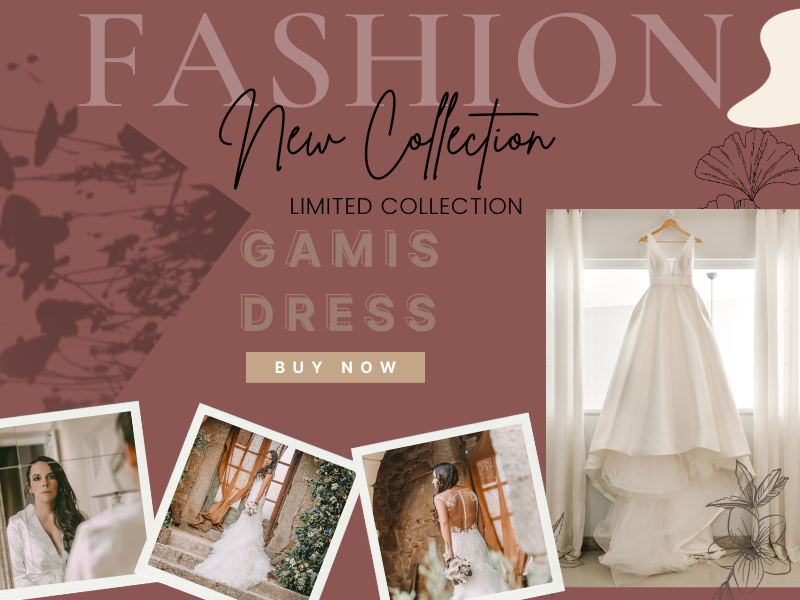 FASHION
New Collection
LIMITED COLLECTION
GAMIS
DRESS
BUY NOW